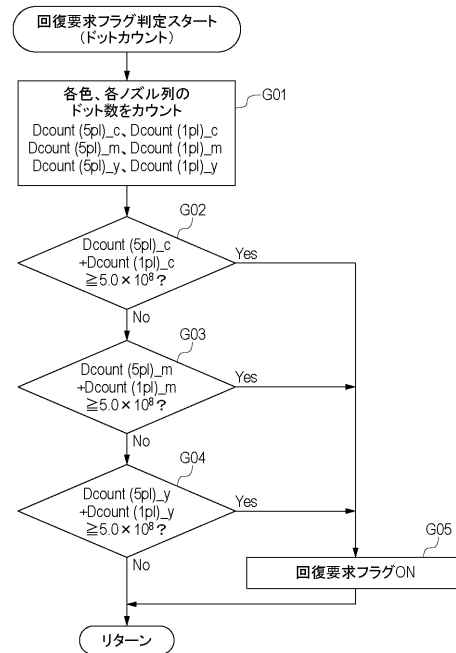 回復要求フラグ判定スタート
(ドットカウント)
G01
各色、各ノズル列の
ドット数をカウント
Dcount (5pl)_c、Dcount (1pl)_c
Dcount (5pl)_m、Dcount (1pl)_m
Dcount (5pl)_y、Dcount (1pl)_y
G02
Dcount (5pl)_c
+Dcount (1pl)_c
≧5.0×10⁸?
Yes
No
G03
Dcount (5pl)_m
+Dcount (1pl)_m
≧5.0×10⁸?
Yes
No
G04
Dcount (5pl)_y
+Dcount (1pl)_y
≧5.0×10⁸?
Yes
No
G05
回復要求フラグON
リターン